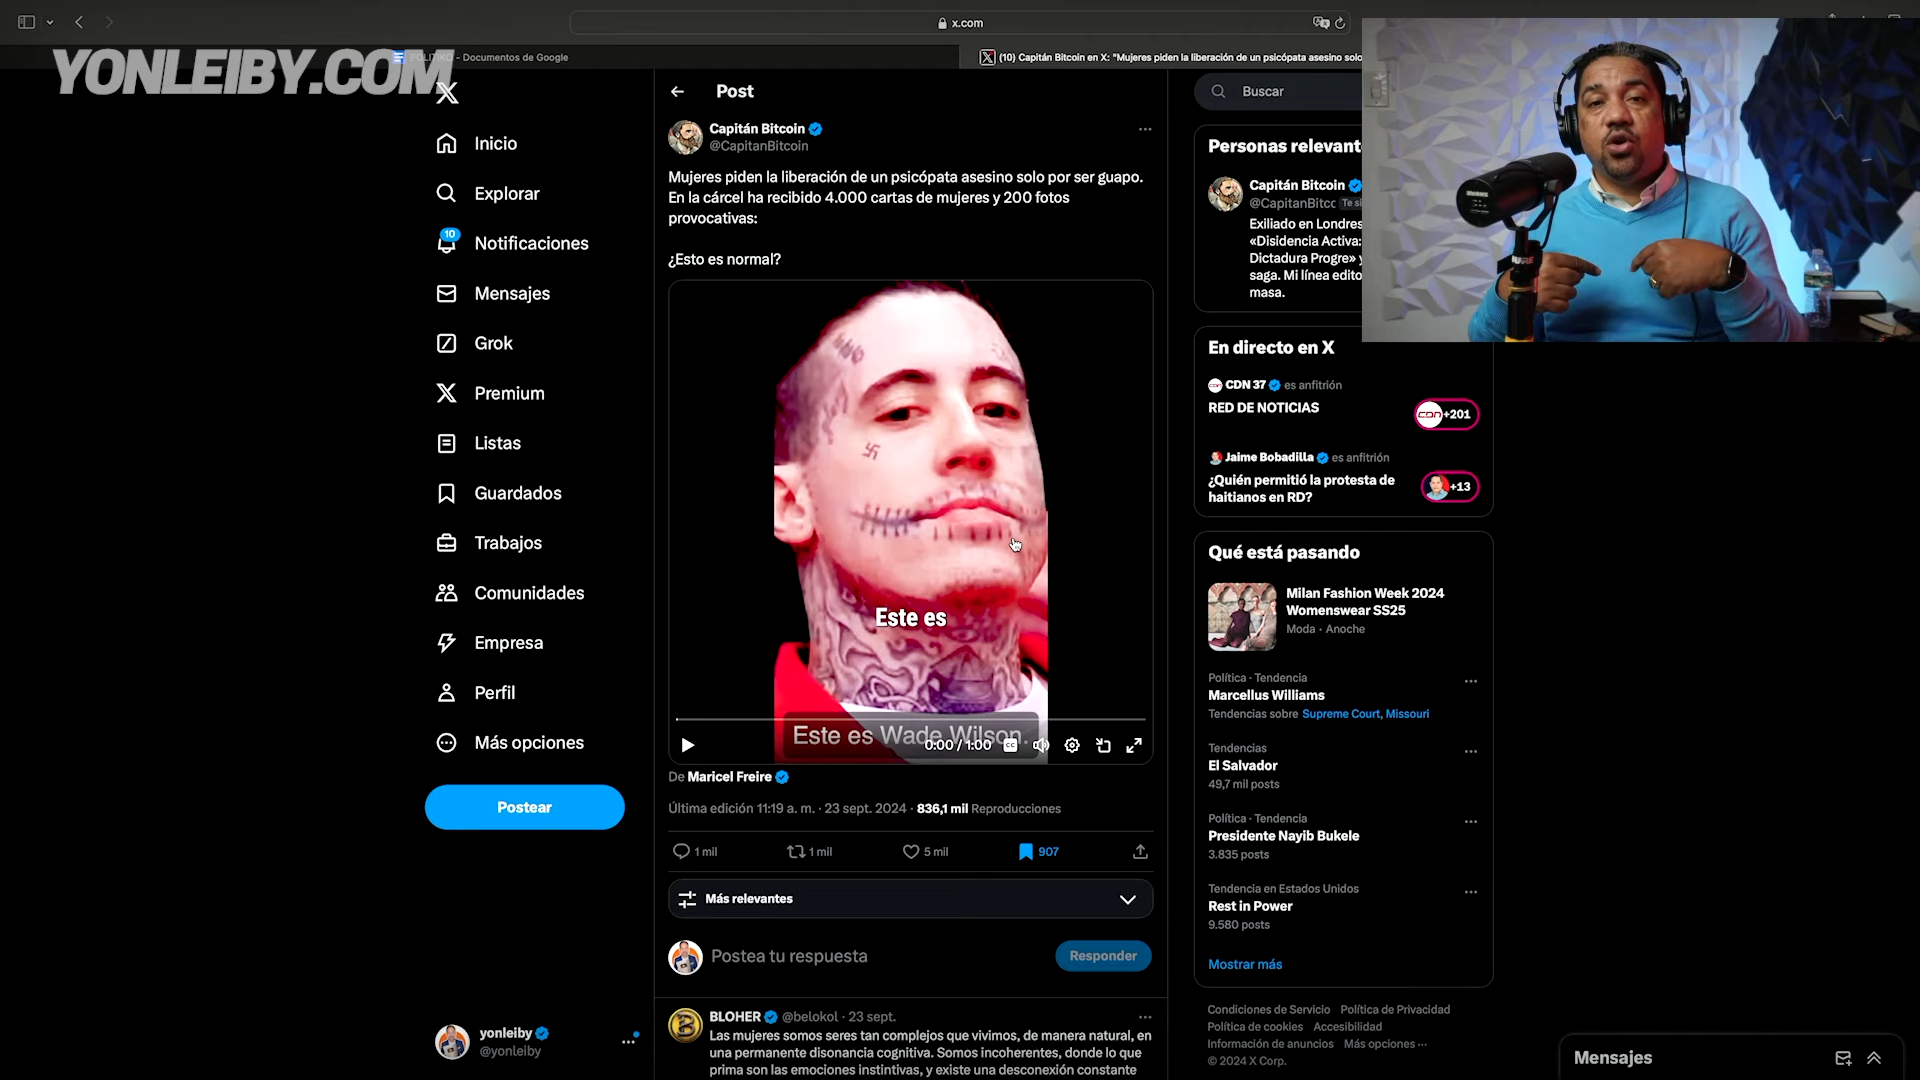 x.com
YONLEIBY.COM
- Documentos de Google
(10) Capitán Bitcoin en X: "Mujeres piden la liberación de un psicópata asesino solo
Inicio
Explorar
10
Notificaciones
Mensajes
Grok
Premium
Listas
Guardados
Trabajos
Comunidades
Empresa
Perfil
Más opciones
Postear
yonleiby
@yonleiby
Post
Capitán Bitcoin
@CapitanBitcoin
Mujeres piden la liberación de un psicópata asesino solo por ser guapo.
En la cárcel ha recibido 4.000 cartas de mujeres y 200 fotos
provocativas:
¿Esto es normal?
Este es
Este es Wade Wilson.
0:00 / 1:00
De Maricel Freire
Última edición 11:19 a. m. · 23 sept. 2024 · 836,1 mil Reproducciones
1 mil
1 mil
5 mil
907
Más relevantes
Postea tu respuesta
Responder
BLOHER @belokol · 23 sept.
Las mujeres somos seres tan complejos que vivimos, de manera natural, en
una permanente disonancia cognitiva. Somos incoherentes, donde lo que
prima son las emociones instintivas, y existe una desconexión constante
Buscar
Personas relevant
Capitán Bitcoin
@CapitanBitcc Te si
Exiliado en Londres
«Disidencia Activa:
Dictadura Progre» y
saga. Mi línea edito
masa.
En directo en X
CDN 37 es anfitrión
RED DE NOTICIAS
CDN +201
Jaime Bobadilla es anfitrión
¿Quién permitió la protesta de
haitianos en RD?
+13
Qué está pasando
Milan Fashion Week 2024
Womenswear SS25
Moda · Anoche
Política · Tendencia
Marcellus Williams
Tendencias sobre Supreme Court, Missouri
Tendencias
El Salvador
49,7 mil posts
Política · Tendencia
Presidente Nayib Bukele
3.835 posts
Tendencia en Estados Unidos
Rest in Power
9.580 posts
Mostrar más
Condiciones de Servicio Política de Privacidad
Política de cookies Accesibilidad
Información de anuncios Más opciones ···
© 2024 X Corp.
Mensajes
SHURE